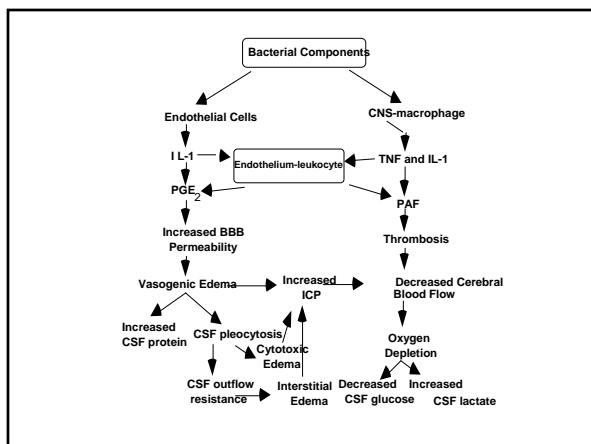 Bacterial Components
Endothelial Cells
CNS-macrophage
I L-1
Endothelium-leukocyte
TNF and IL-1
PGE2
PAF
Increased BBB
Permeability
Thrombosis
Vasogenic Edema
Increased
ICP
Decreased Cerebral
Blood Flow
Increased
CSF protein
CSF pleocytosis
Cytotoxic
Edema
Oxygen
Depletion
CSF outflow
resistance
Interstitial
Edema
Decreased
CSF glucose
Increased
CSF lactate